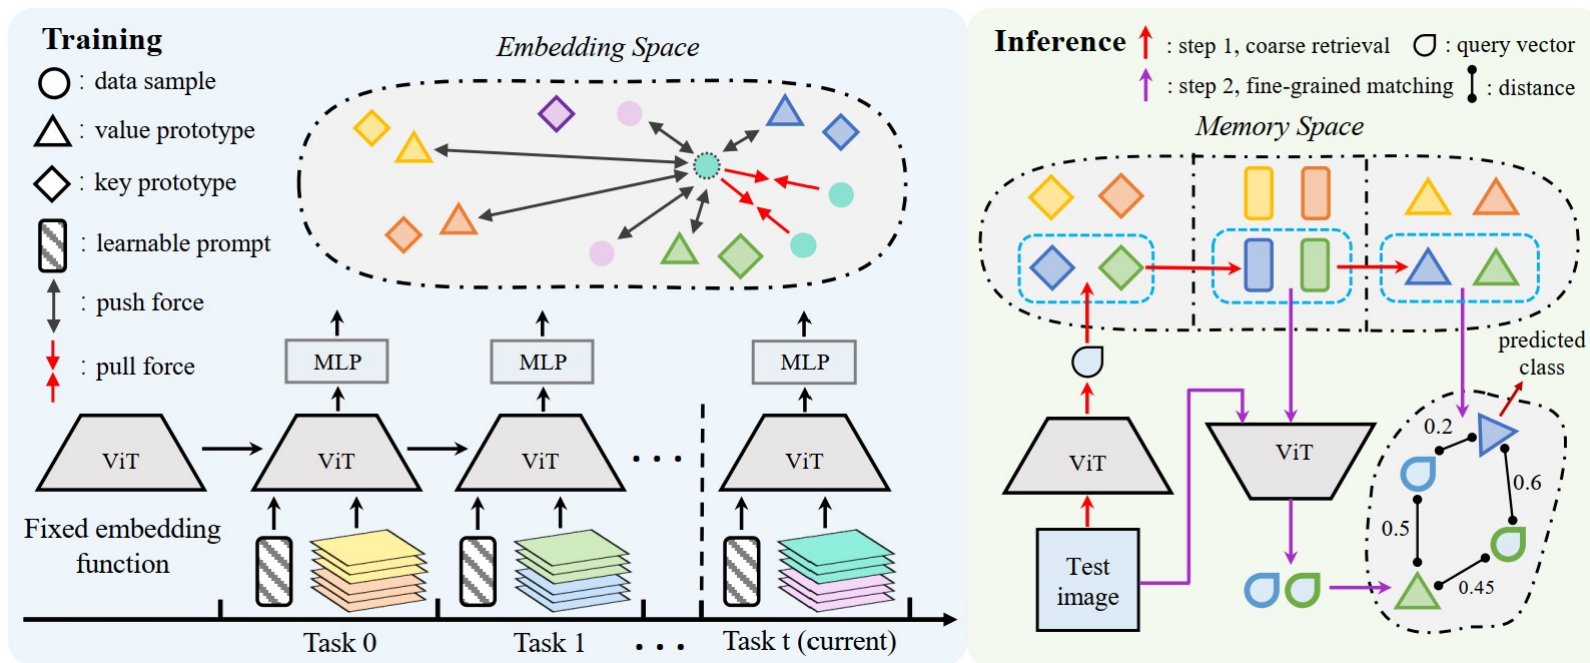 Training
: data sample
: value prototype
: key prototype
: learnable prompt
: push force
: pull force
Embedding Space
MLP
MLP
MLP
ViT
ViT
ViT
. . .
ViT
Fixed embedding
function
Task 0
Task 1
. . .
Task t (current)
Inference
: step 1, coarse retrieval
: query vector
: step 2, fine-grained matching
: distance
Memory Space
predicted
class
ViT
ViT
0.2
0.6
0.5
0.45
Test
image